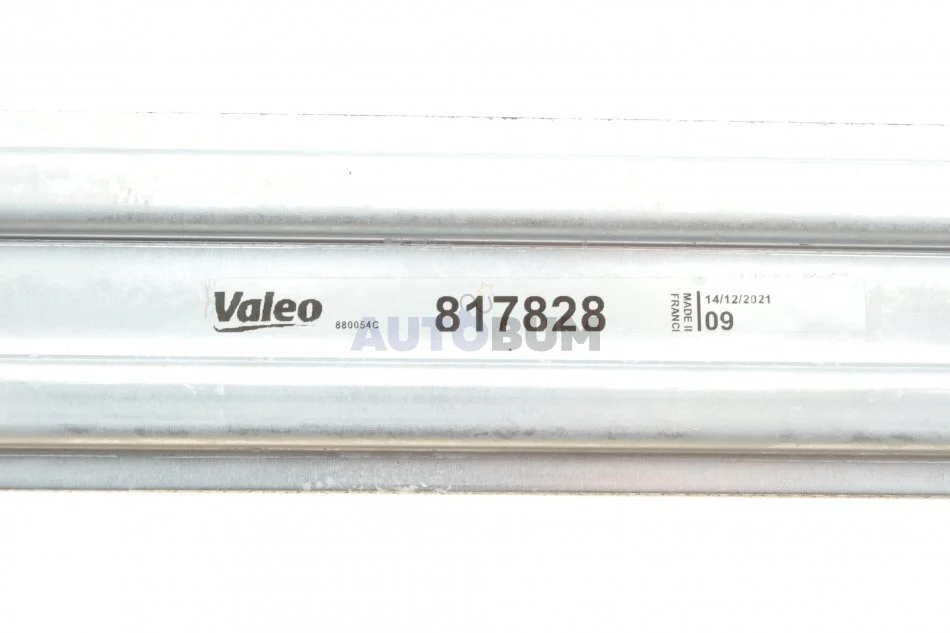 Valeo
880054C
817828
MADE II
FRANCI
14/12/2021
09
AUTOBUM